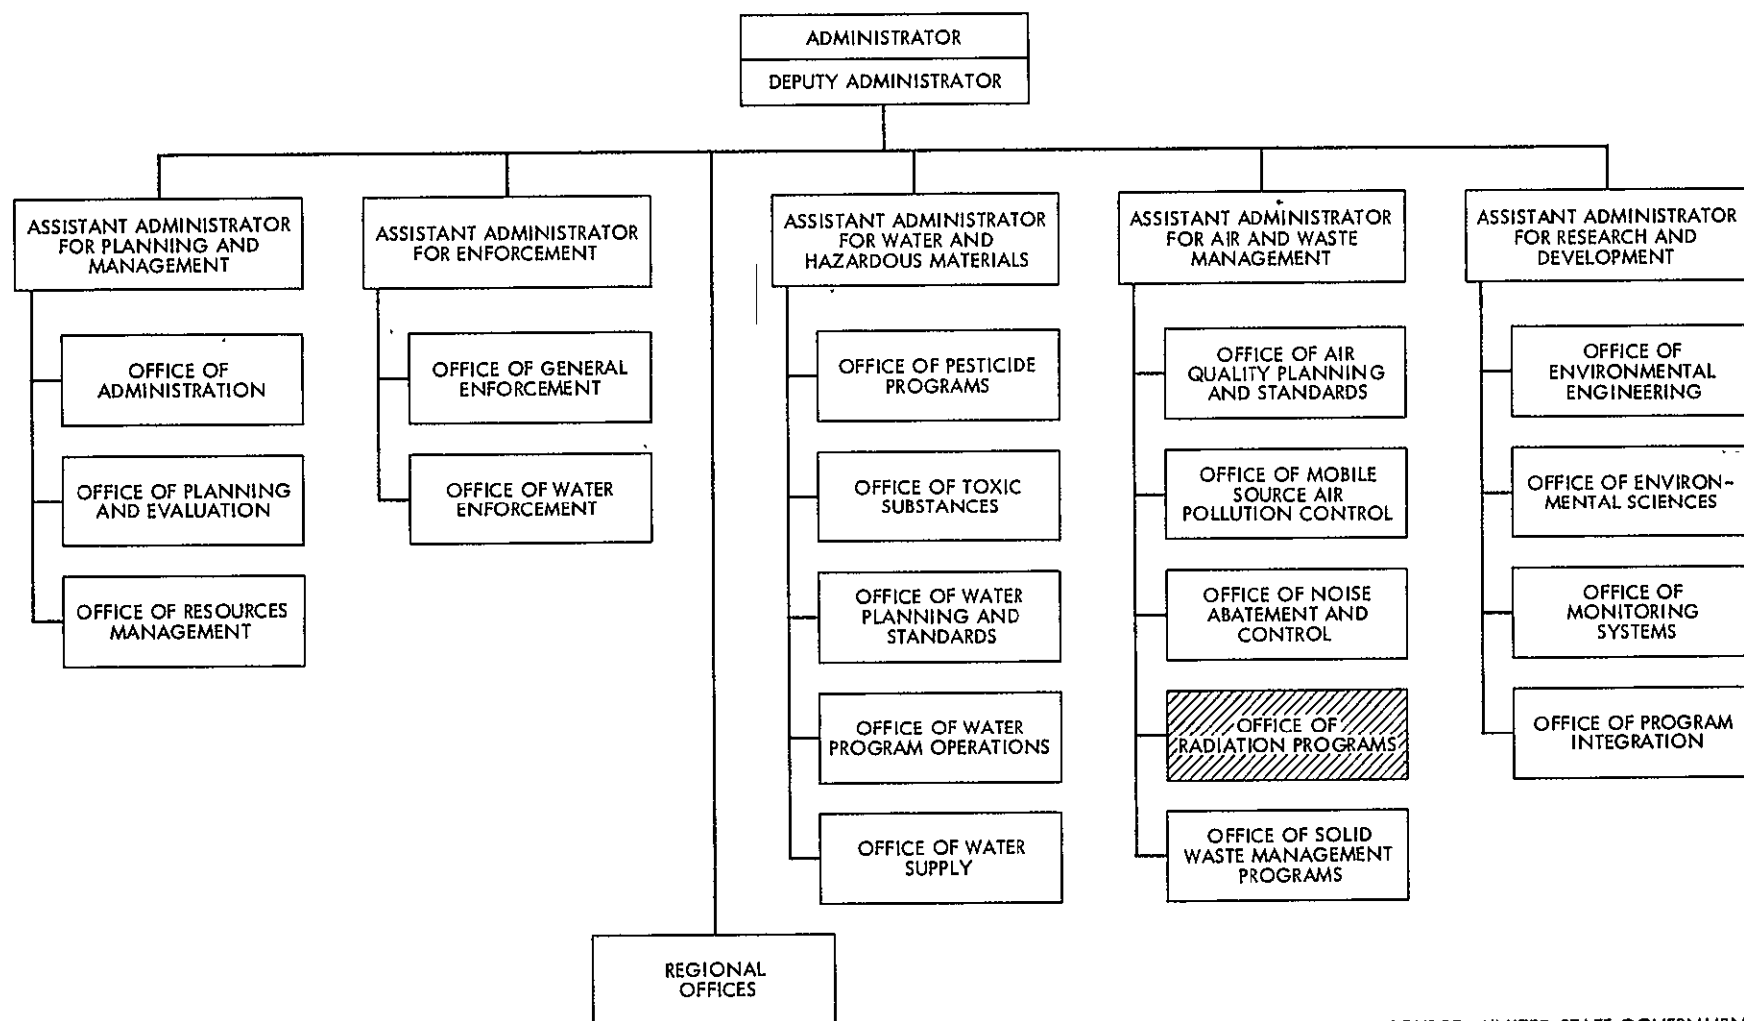 ADMINISTRATOR
DEPUTY ADMINISTRATOR
ASSISTANT ADMINISTRATOR
FOR PLANNING AND
MANAGEMENT
OFFICE OF
ADMINISTRATION
OFFICE OF PLANNING
AND EVALUATION
OFFICE OF RESOURCES
MANAGEMENT
ASSISTANT ADMINISTRATOR
FOR ENFORCEMENT
OFFICE OF GENERAL
ENFORCEMENT
OFFICE OF WATER
ENFORCEMENT
REGIONAL
OFFICES
ASSISTANT ADMINISTRATOR
FOR WATER AND
HAZARDOUS MATERIALS
OFFICE OF PESTICIDE
PROGRAMS
OFFICE OF TOXIC
SUBSTANCES
OFFICE OF WATER
PLANNING AND
STANDARDS
OFFICE OF WATER
PROGRAM OPERATIONS
OFFICE OF WATER
SUPPLY
ASSISTANT ADMINISTRATOR
FOR AIR AND WASTE
MANAGEMENT
OFFICE OF AIR
QUALITY PLANNING
AND STANDARDS
OFFICE OF MOBILE
SOURCE AIR
POLLUTION CONTROL
OFFICE OF NOISE
ABATEMENT AND
CONTROL
OFFICE OF
RADIATION PROGRAMS
OFFICE OF SOLID
WASTE MANAGEMENT
PROGRAMS
ASSISTANT ADMINISTRATOR
FOR RESEARCH AND
DEVELOPMENT
OFFICE OF
ENVIRONMENTAL
ENGINEERING
OFFICE OF ENVIRON-
MENTAL SCIENCES
OFFICE OF
MONITORING
SYSTEMS
OFFICE OF PROGRAM
INTEGRATION